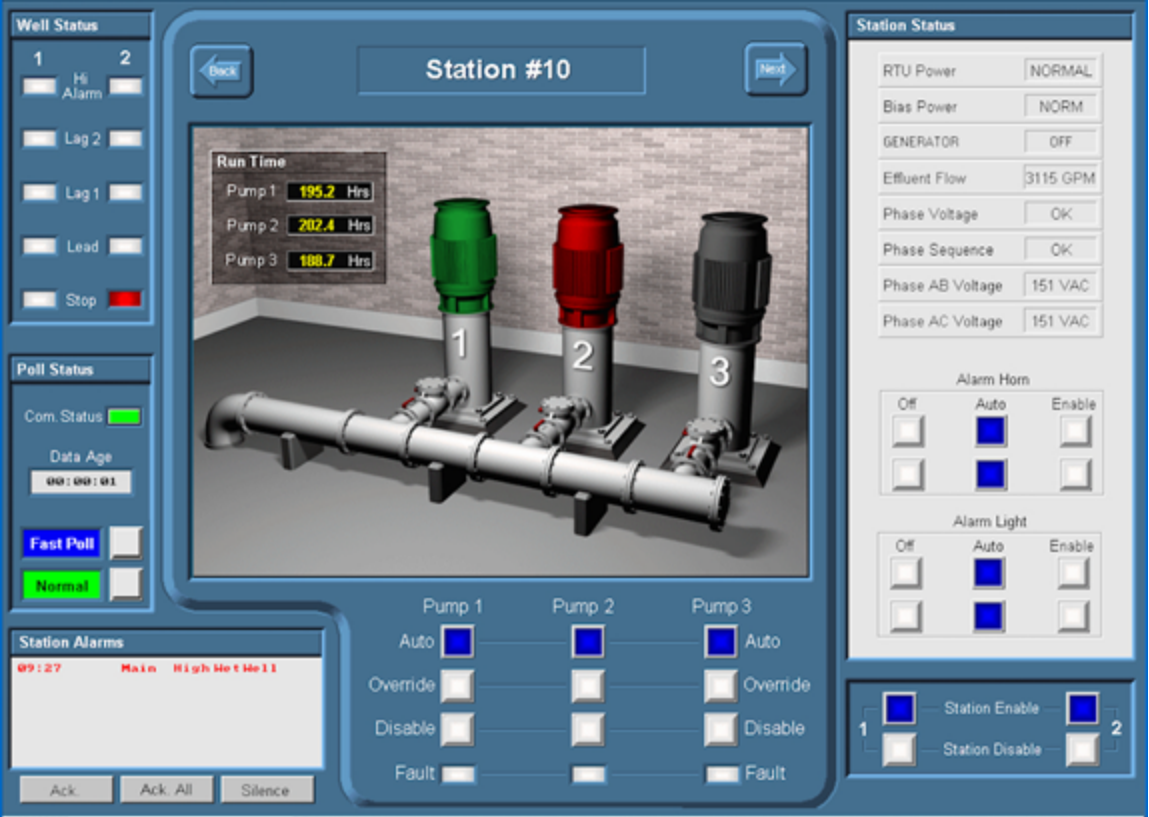 Well Status
1 2
Hi
Alarm
Lag 2
Lag 1
Lead
Stop
Poll Status
Com. Status
Data Age
00:00:01
Fast Poll
Normal
Station Alarms
09:27 Main High Wet Well
Ack.
Ack. All
Silence
Back
Station #10
Next
Run Time
Pump 1 195.2 Hrs
Pump 2 202.4 Hrs
Pump 3 188.7 Hrs
1
2
3
Pump 1 Pump 2 Pump 3
Auto Auto
Override Override
Disable Disable
Fault Fault
Station Status
RTU Power NORMAL
Bias Power NORM
GENERATOR OFF
Effluent Flow 3115 GPM
Phase Voltage OK
Phase Sequence OK
Phase AB Voltage 151 VAC
Phase AC Voltage 151 VAC
Alarm Horn
Off Auto Enable
Alarm Light
Off Auto Enable
1 Station Enable 2
Station Disable